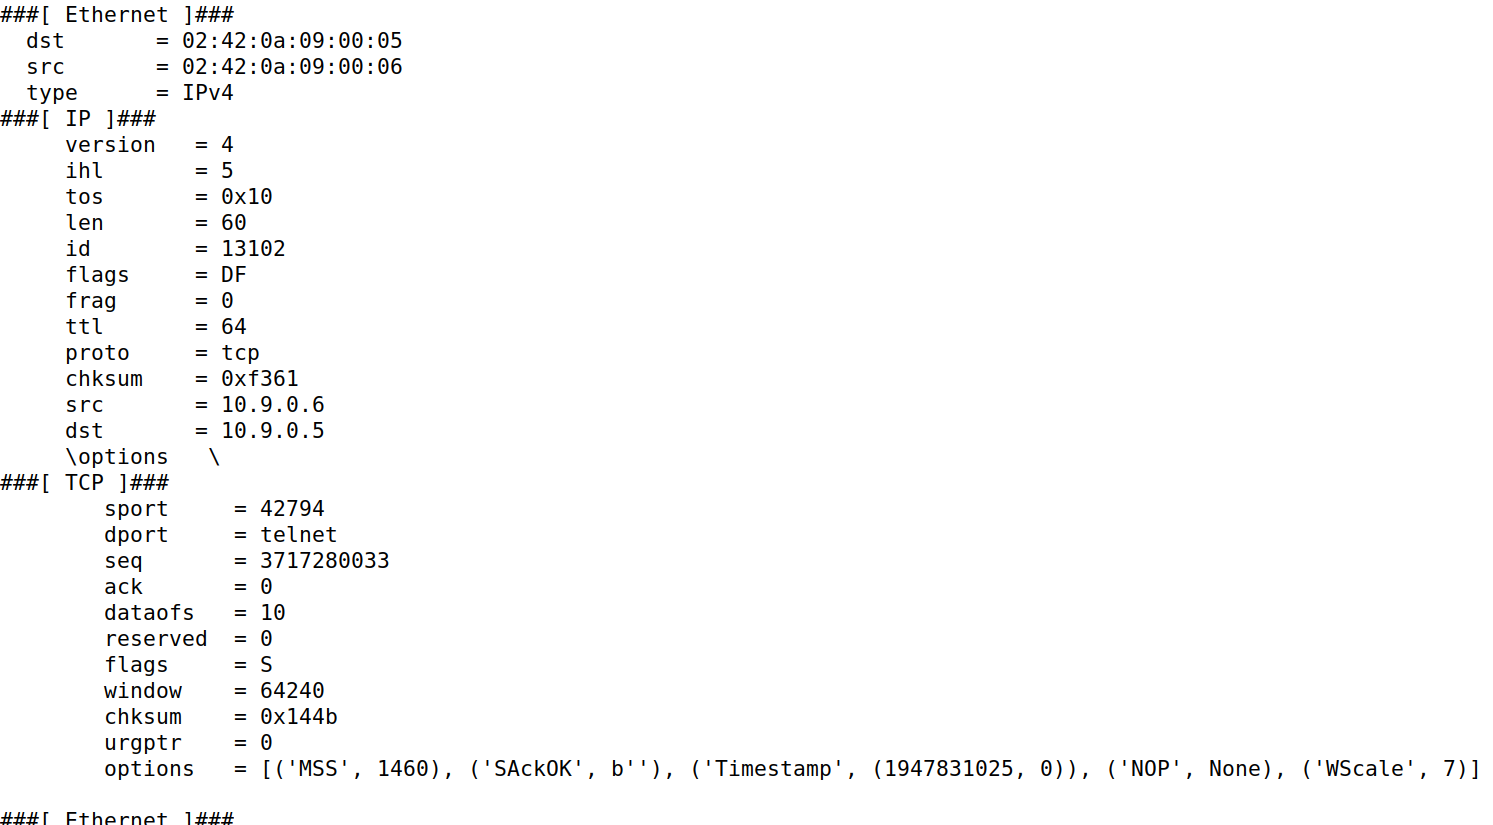 ###[ Ethernet ]###
  dst       = 02:42:0a:09:00:05
  src       = 02:42:0a:09:00:06
  type      = IPv4
###[ IP ]###
     version   = 4
     ihl       = 5
     tos       = 0x10
     len       = 60
     id        = 13102
     flags     = DF
     frag      = 0
     ttl       = 64
     proto     = tcp
     chksum    = 0xf361
     src       = 10.9.0.6
     dst       = 10.9.0.5
     \options   \
###[ TCP ]###
        sport     = 42794
        dport     = telnet
        seq       = 3717280033
        ack       = 0
        dataofs   = 10
        reserved  = 0
        flags     = S
        window    = 64240
        chksum    = 0x144b
        urgptr    = 0
        options   = [('MSS', 1460), ('SAckOK', b''), ('Timestamp', (1947831025, 0)), ('NOP', None), ('WScale', 7)]

###[ Ethernet ]###